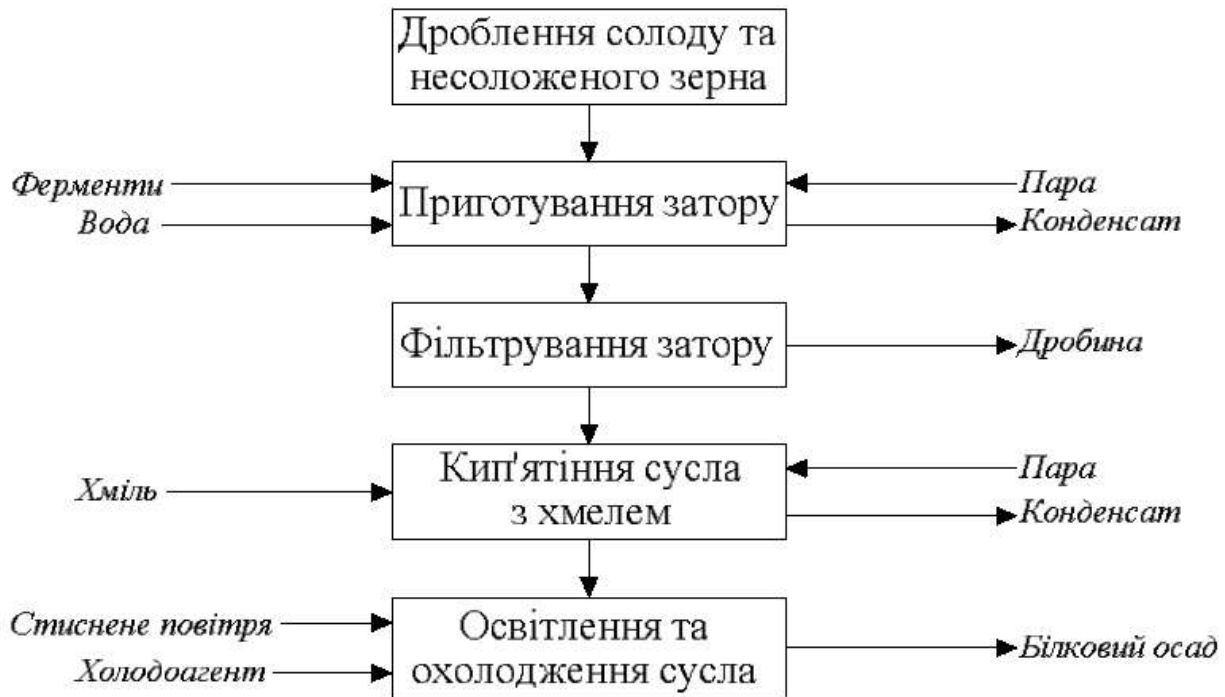 Дроблення солоду та
несоложеного зерна
Ферменти
Вода
Приготування затору
Пара
Конденсат
Фільтрування затору
Дробина
Хміль
Кип'ятіння сусла
з хмелем
Пара
Конденсат
Стиснене повітря
Холодоагент
Освітлення та
охолодження сусла
Білковий осад